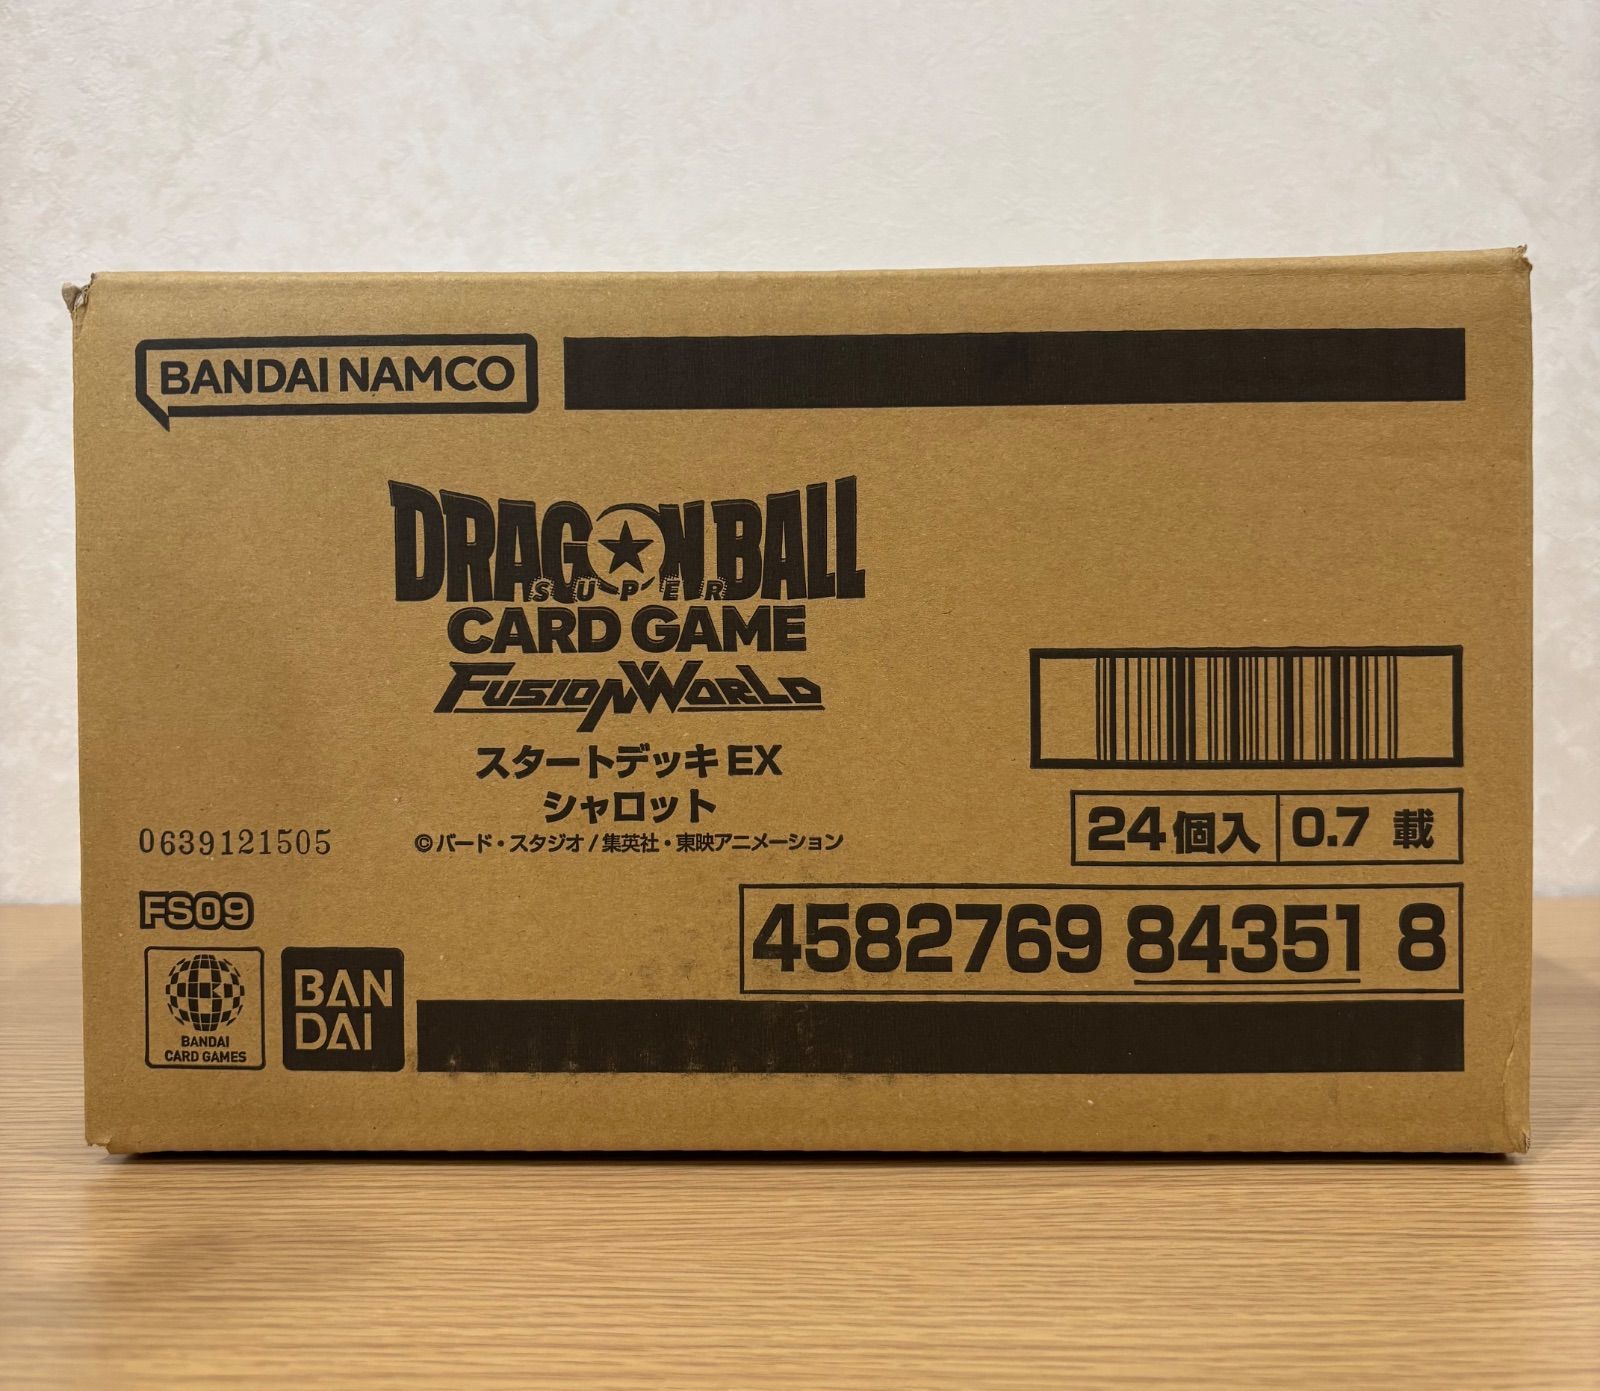 BANDAI NAMCO
DRAGON BALL
SUPER
CARD GAME
FUSION WORLD
スタートデッキ EX
シャロット
©バード・スタジオ / 集英社・東映アニメーション
0639121505
24個入 0.7 載
FS09
4582769 84351 8
BANDAI
CARD GAMES
BAN
DAI